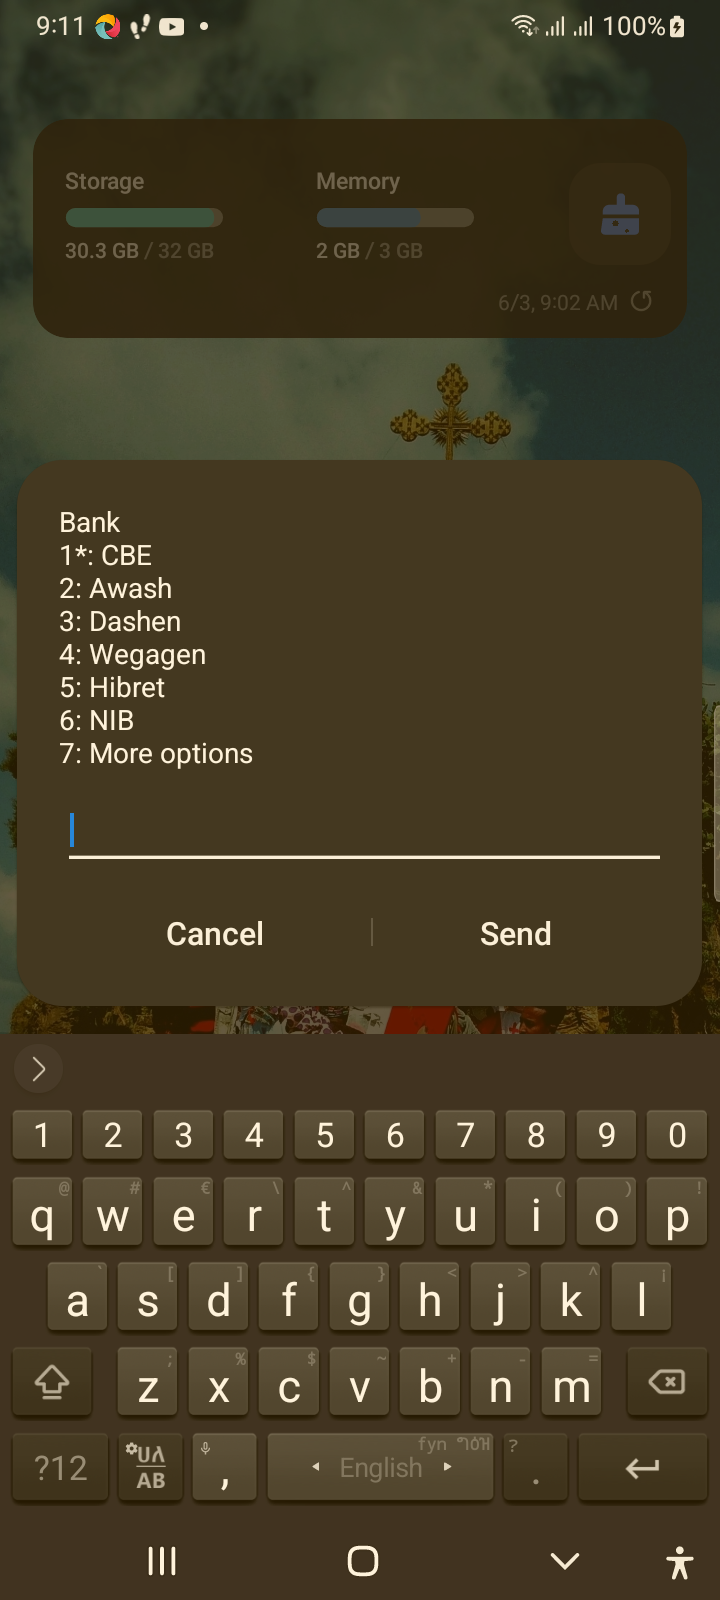 9:11 100%
Storage Memory
30.3 GB / 32 GB 2 GB / 3 GB
6/3, 9:02 AM
Bank
1*: CBE
2: Awash
3: Dashen
4: Wegagen
5: Hibret
6: NIB
7: More options
Cancel Send
1 2 3 4 5 6 7 8 9 0
@ # € \ ^ & * ( ) !
q w e r t y u i o p
` [ ] { } < > ^ ¡
a s d f g h j k l
; % $ ~ + - =
z x c v b n m
fyn ?
?12 AB , English .